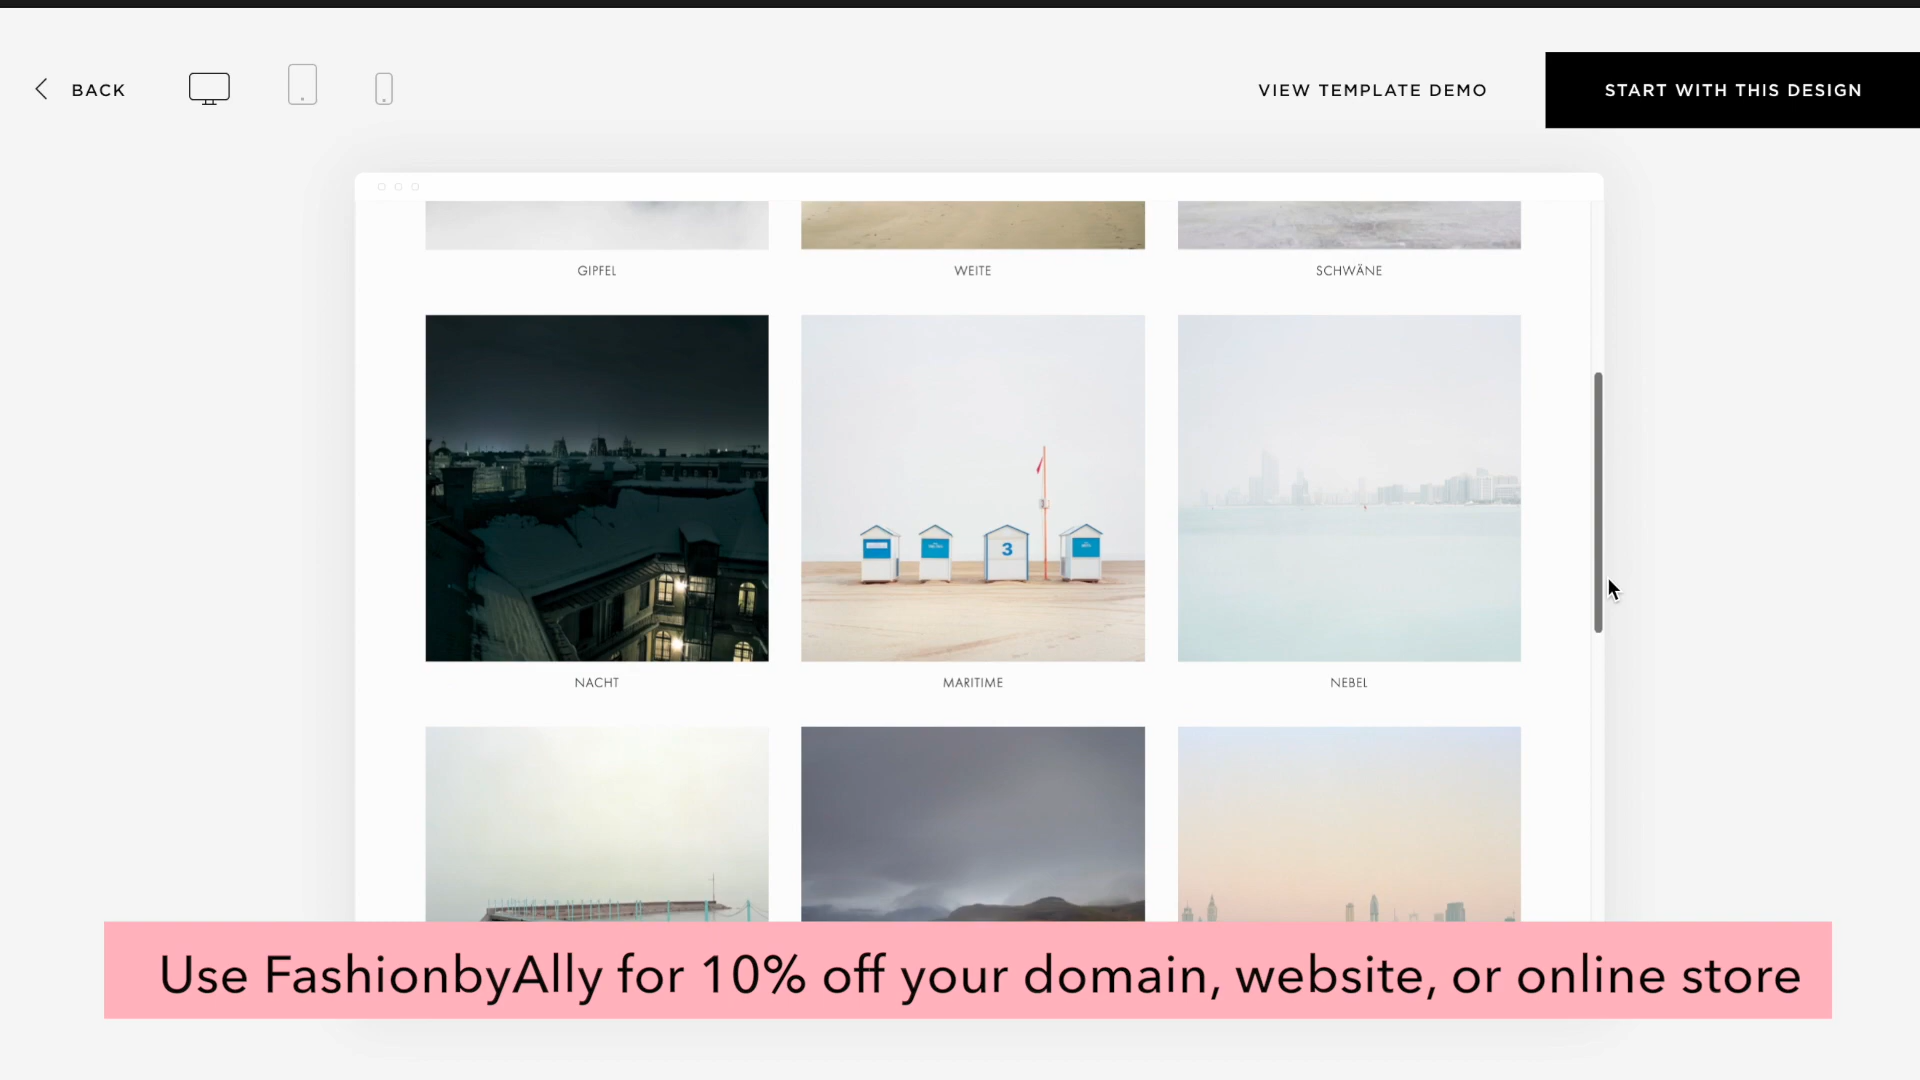 BACK
VIEW TEMPLATE DEMO
START WITH THIS DESIGN
GIPFEL
WEITE
SCHWÄNE
3
NACHT
MARITIME
NEBEL
Use FashionbyAlly for 10% off your domain, website, or online store